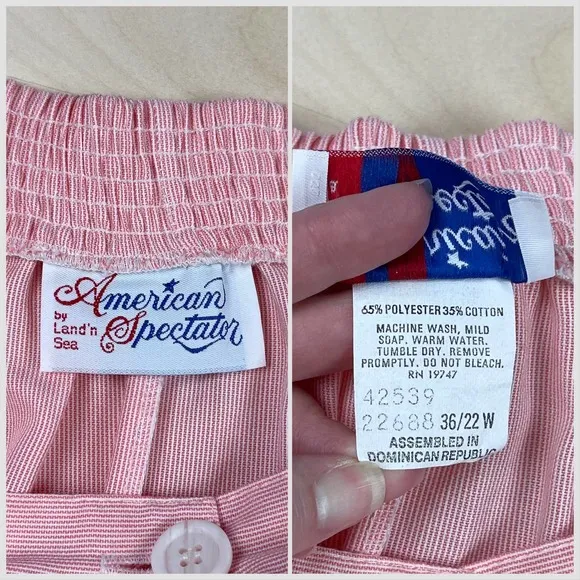 American
by
Land'n
Sea
Spectator
65% POLYESTER 35% COTTON
MACHINE WASH, MILD
SOAP. WARM WATER.
TUMBLE DRY. REMOVE
PROMPTLY. DO NOT BLEACH.
RN 19747
42539
22688 36/22 W
ASSEMBLED IN
DOMINICAN REPUBLIC